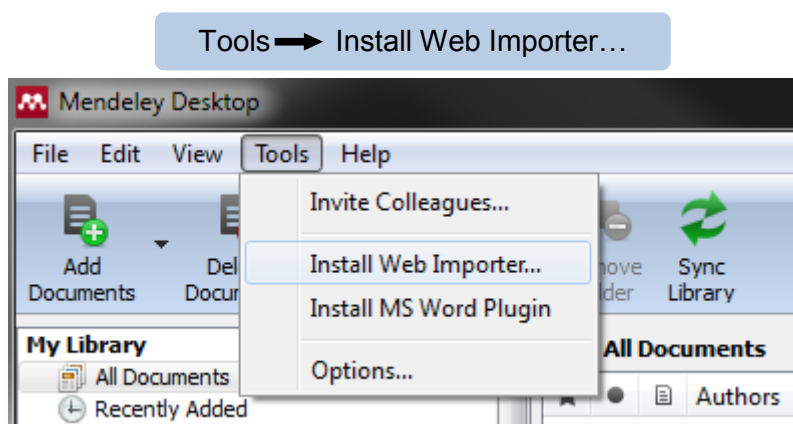 Tools → Install Web Importer…
Mendeley Desktop
File Edit View Tools Help
Invite Colleagues...
Install Web Importer...
Install MS Word Plugin
Options...
Add
Documents
Sync
Library
My Library
All Documents
Recently Added
All Documents
Authors